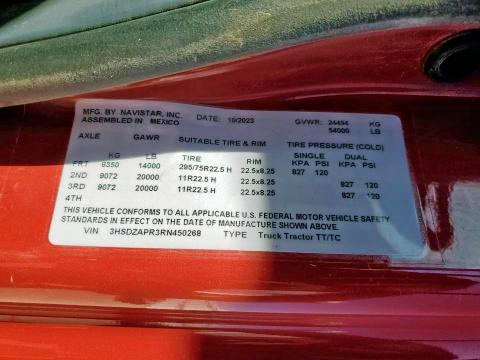 MFG. BY NAVISTAR, INC. DATE: 10/2023 GVWR: 24494 KG
ASSEMBLED IN MEXICO 54000 LB
AXLE GAWR SUITABLE TIRE & RIM TIRE PRESSURE (COLD)
KG LB TIRE RIM SINGLE DUAL
KPA PSI KPA PSI
FRT 6350 14000 295/75R22.5 H 22.5x8.25 827 120
2ND 9072 20000 11R22.5 H 22.5x8.25 827 120
3RD 9072 20000 11R22.5 H 22.5x8.25 827 120
4TH
THIS VEHICLE CONFORMS TO ALL APPLICABLE U.S. FEDERAL MOTOR VEHICLE SAFETY
STANDARDS IN EFFECT ON THE DATE OF MANUFACTURE SHOWN ABOVE.
VIN 3HSDZAPR3RN450268 TYPE Truck Tractor TT/TC